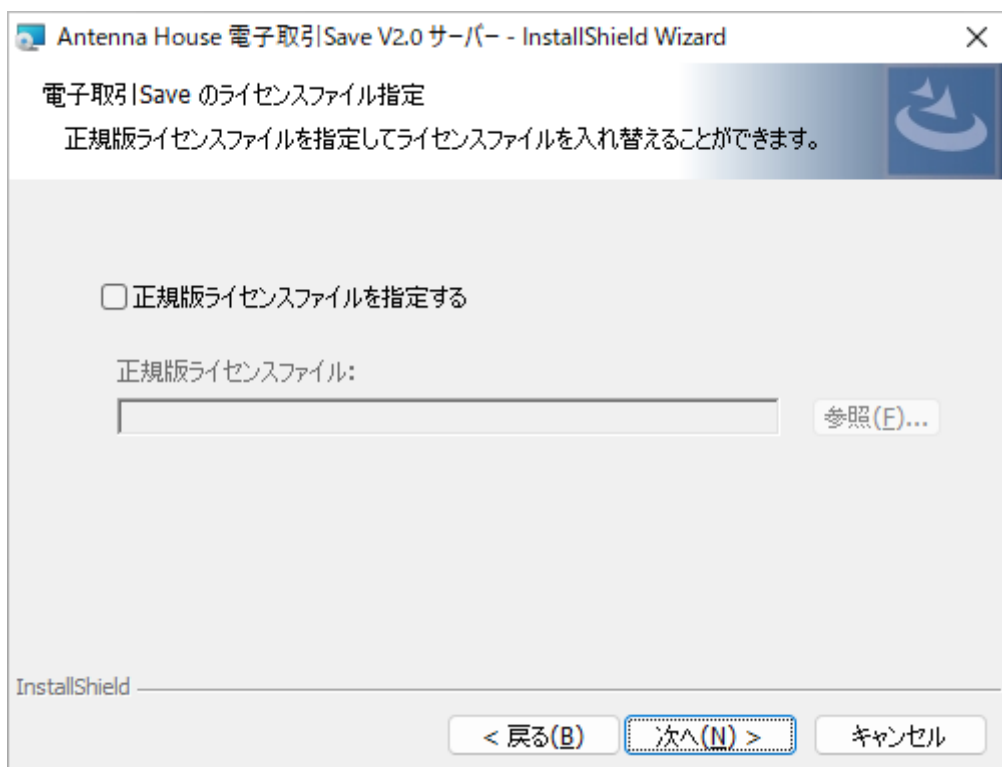 Antenna House 電子取引Save V2.0 サーバー - InstallShield Wizard
電子取引Save のライセンスファイル指定
正規版ライセンスファイルを指定してライセンスファイルを入れ替えることができます。
正規版ライセンスファイルを指定する
正規版ライセンスファイル:
参照(F)...
InstallShield
< 戻る(B)
次へ(N) >
キャンセル